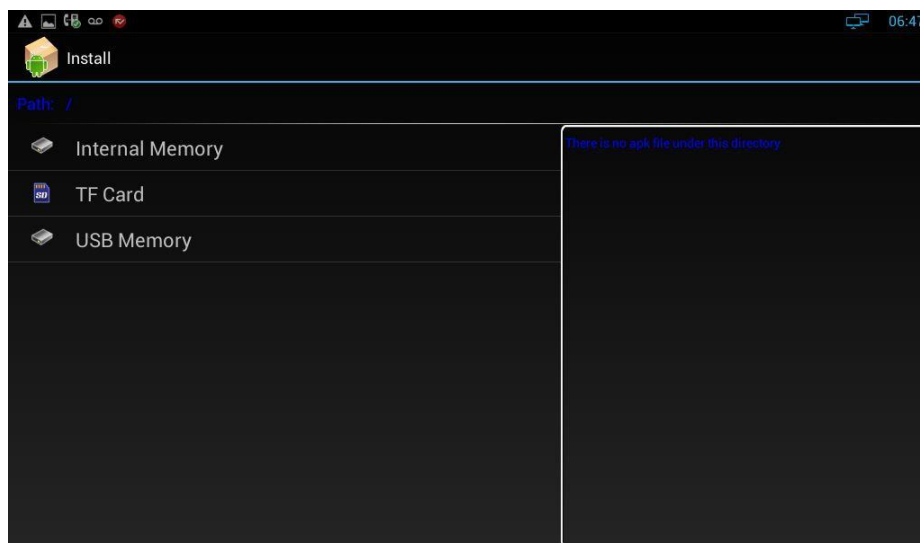 06:47
Install
Path: /
Internal Memory
There is no apk file under this directory
TF Card
USB Memory